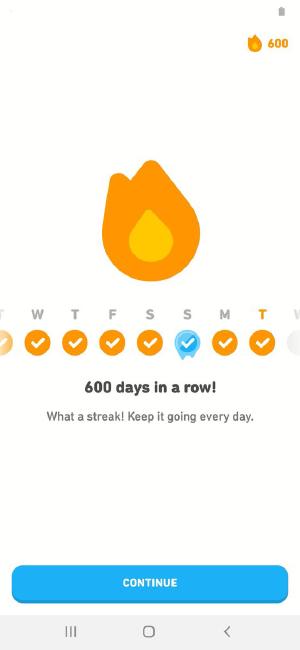 600
T W T F S S M T W
600 days in a row!
What a streak! Keep it going every day.
CONTINUE